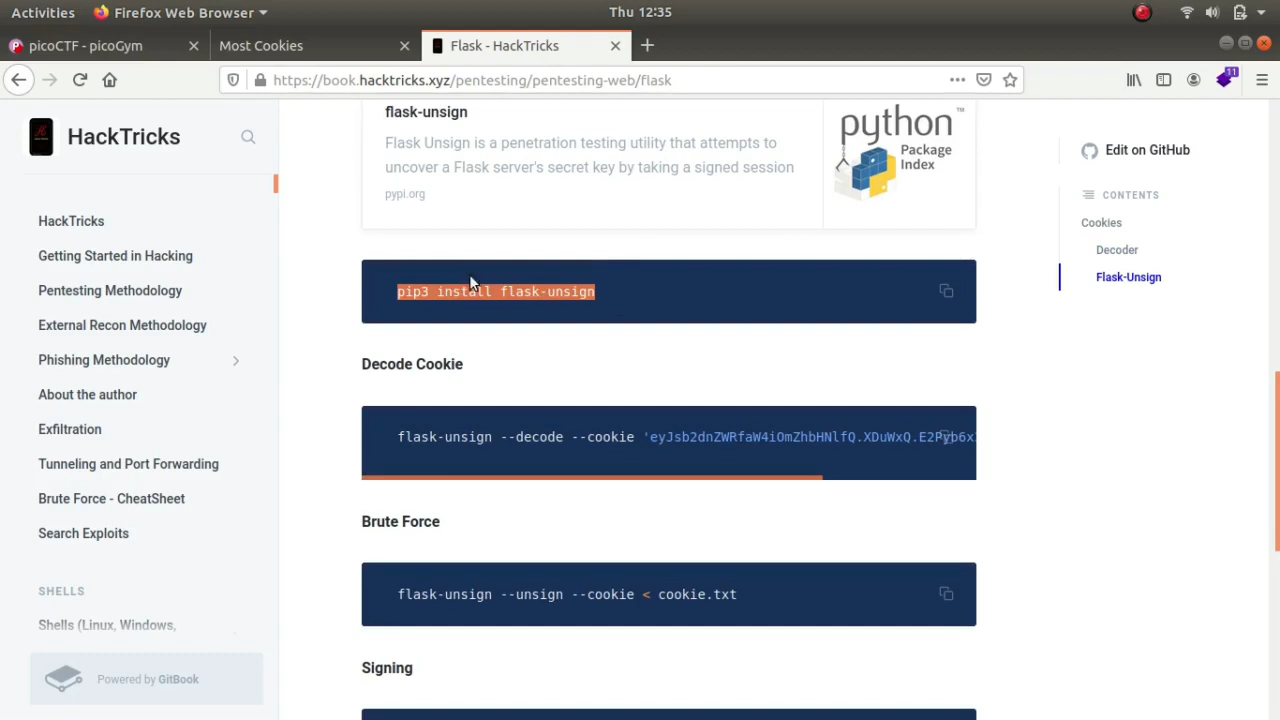 Activities
Firefox Web Browser
Thu 12:35
picoCTF - picoGym
Most Cookies
Flask - HackTricks
https://book.hacktricks.xyz/pentesting/pentesting-web/flask
11
HackTricks
HackTricks
Getting Started in Hacking
Pentesting Methodology
External Recon Methodology
Phishing Methodology
About the author
Exfiltration
Tunneling and Port Forwarding
Brute Force - CheatSheet
Search Exploits
SHELLS
Shells (Linux, Windows,
Powered by GitBook
flask-unsign
Flask Unsign is a penetration testing utility that attempts to
uncover a Flask server's secret key by taking a signed session
pypi.org
python™
Package
Index
pip3 install flask-unsign
Decode Cookie
flask-unsign --decode --cookie 'eyJsb2dnZWRfaW4iOmZhbHNlfQ.XDuWxQ.E2Pyb6x
Brute Force
flask-unsign --unsign --cookie < cookie.txt
Signing
Edit on GitHub
CONTENTS
Cookies
Decoder
Flask-Unsign